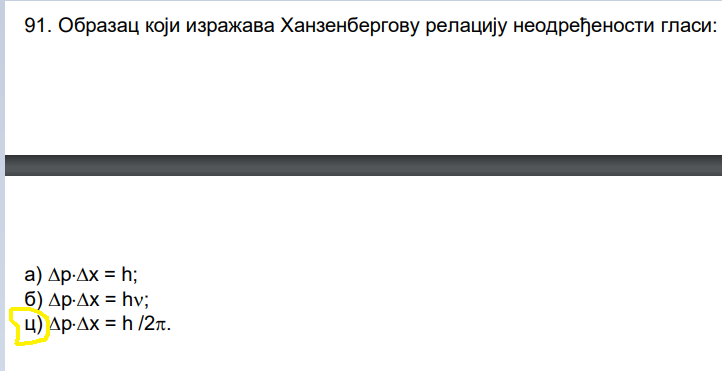 91. Образац који изражава Ханзенбергову релацију неодређености гласи:
а) Δp·Δx = h;
б) Δp·Δx = hν;
ц) Δp·Δx = h /2π.